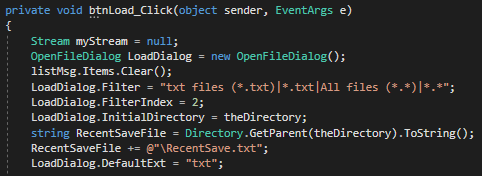 private void btnLoad_Click(object sender, EventArgs e)
{
Stream myStream = null;
OpenFileDialog LoadDialog = new OpenFileDialog();
listMsg.Items.Clear();
LoadDialog.Filter = "txt files (*.txt)|*.txt|All files (*.*)|*.*";
LoadDialog.FilterIndex = 2;
LoadDialog.InitialDirectory = theDirectory;
string RecentSaveFile = Directory.GetParent(theDirectory).ToString();
RecentSaveFile += @"\RecentSave.txt";
LoadDialog.DefaultExt = "txt";